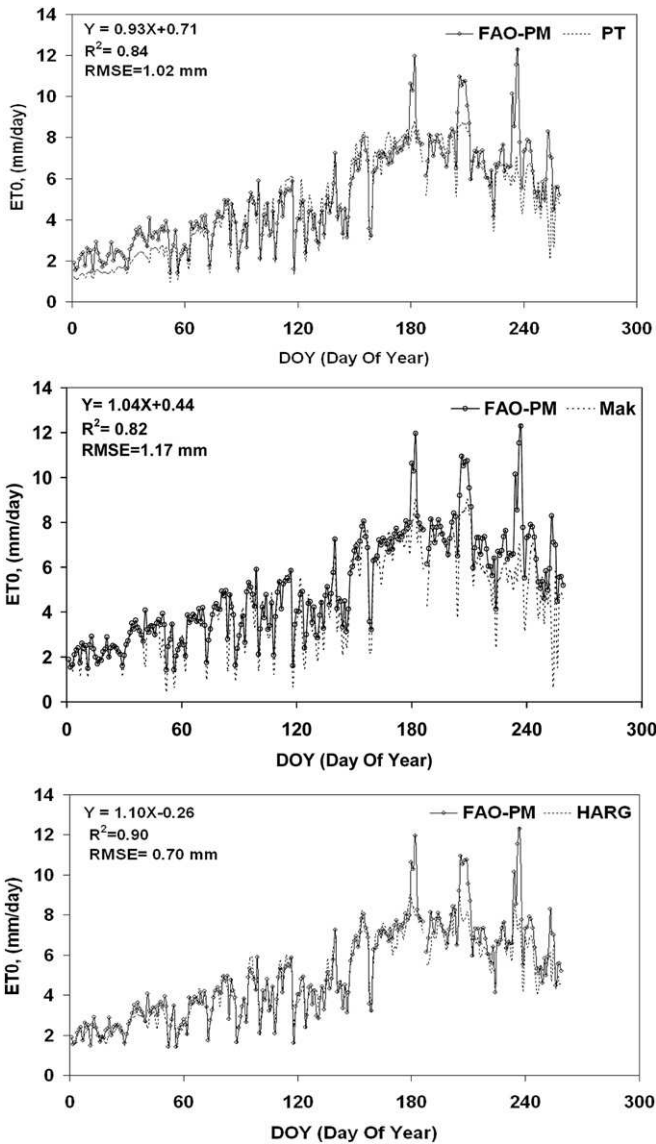 Y = 0.93X+0.71
R²= 0.84
RMSE=1.02 mm
FAO-PM PT
ET0, (mm/day)
14
12
10
8
6
4
2
0
0 60 120 180 240 300
DOY (Day Of Year)
Y= 1.04X+0.44
R²= 0.82
RMSE=1.17 mm
FAO-PM Mak
ET0, (mm/day)
14
12
10
8
6
4
2
0
0 60 120 180 240 300
DOY (Day Of Year)
Y = 1.10X-0.26
R²=0.90
RMSE= 0.70 mm
FAO-PM HARG
ET0, (mm/day)
14
12
10
8
6
4
2
0
0 60 120 180 240 300
DOY (Day Of Year)